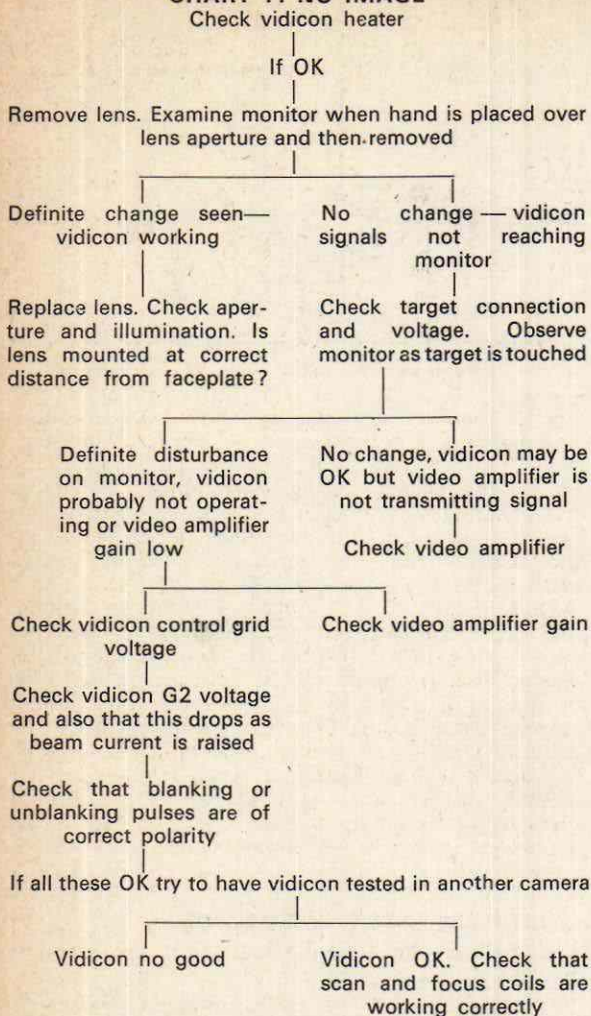 CHART 1: NO IMAGE
Check vidicon heater
If OK
Remove lens. Examine monitor when hand is placed over
lens aperture and then removed
Definite change seen—
vidicon working
Replace lens. Check aper-
ture and illumination. Is
lens mounted at correct
distance from faceplate?
No change — vidicon
signals not reaching
monitor
Check target connection
and voltage. Observe
monitor as target is touched
Definite disturbance
on monitor, vidicon
probably not operat-
ing or video amplifier
gain low
No change, vidicon may be
OK but video amplifier is
not transmitting signal
Check video amplifier
Check vidicon control grid
voltage
Check video amplifier gain
Check vidicon G2 voltage
and also that this drops as
beam current is raised
Check that blanking or
unblanking pulses are of
correct polarity
If all these OK try to have vidicon tested in another camera
Vidicon no good
Vidicon OK. Check that
scan and focus coils are
working correctly